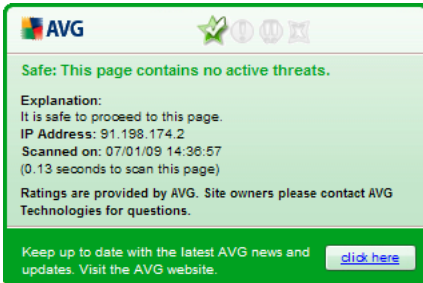 AVG
Safe: This page contains no active threats.
Explanation:
It is safe to proceed to this page.
IP Address: 91.198.174.2
Scanned on: 07/01/09 14:36:57
(0.13 seconds to scan this page)
Ratings are provided by AVG. Site owners please contact AVG
Technologies for questions.
Keep up to date with the latest AVG news and
updates. Visit the AVG website.
click here